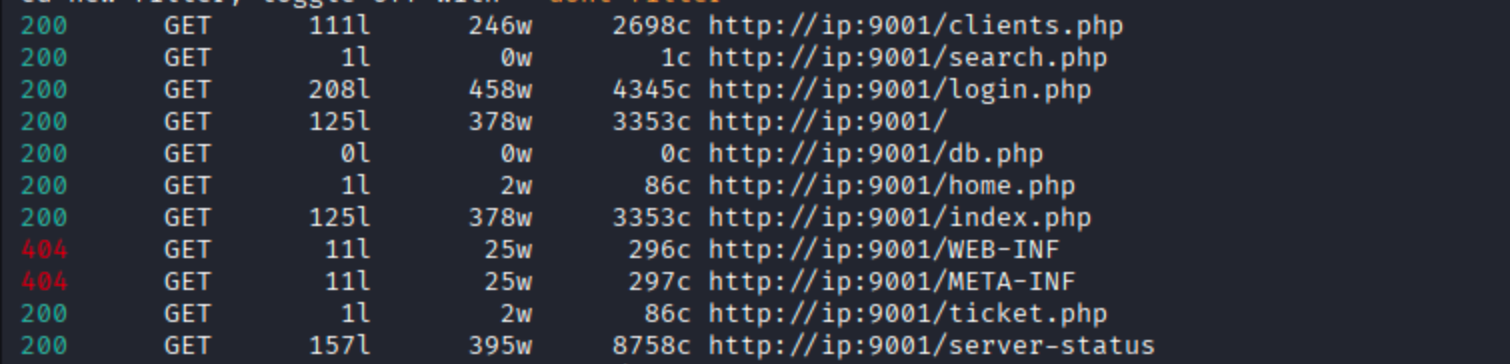 200 GET 111l 246w 2698c http://ip:9001/clients.php
200 GET 1l 0w 1c http://ip:9001/search.php
200 GET 208l 458w 4345c http://ip:9001/login.php
200 GET 125l 378w 3353c http://ip:9001/
200 GET 0l 0w 0c http://ip:9001/db.php
200 GET 1l 2w 86c http://ip:9001/home.php
200 GET 125l 378w 3353c http://ip:9001/index.php
404 GET 11l 25w 296c http://ip:9001/WEB-INF
404 GET 11l 25w 297c http://ip:9001/META-INF
200 GET 1l 2w 86c http://ip:9001/ticket.php
200 GET 157l 395w 8758c http://ip:9001/server-status